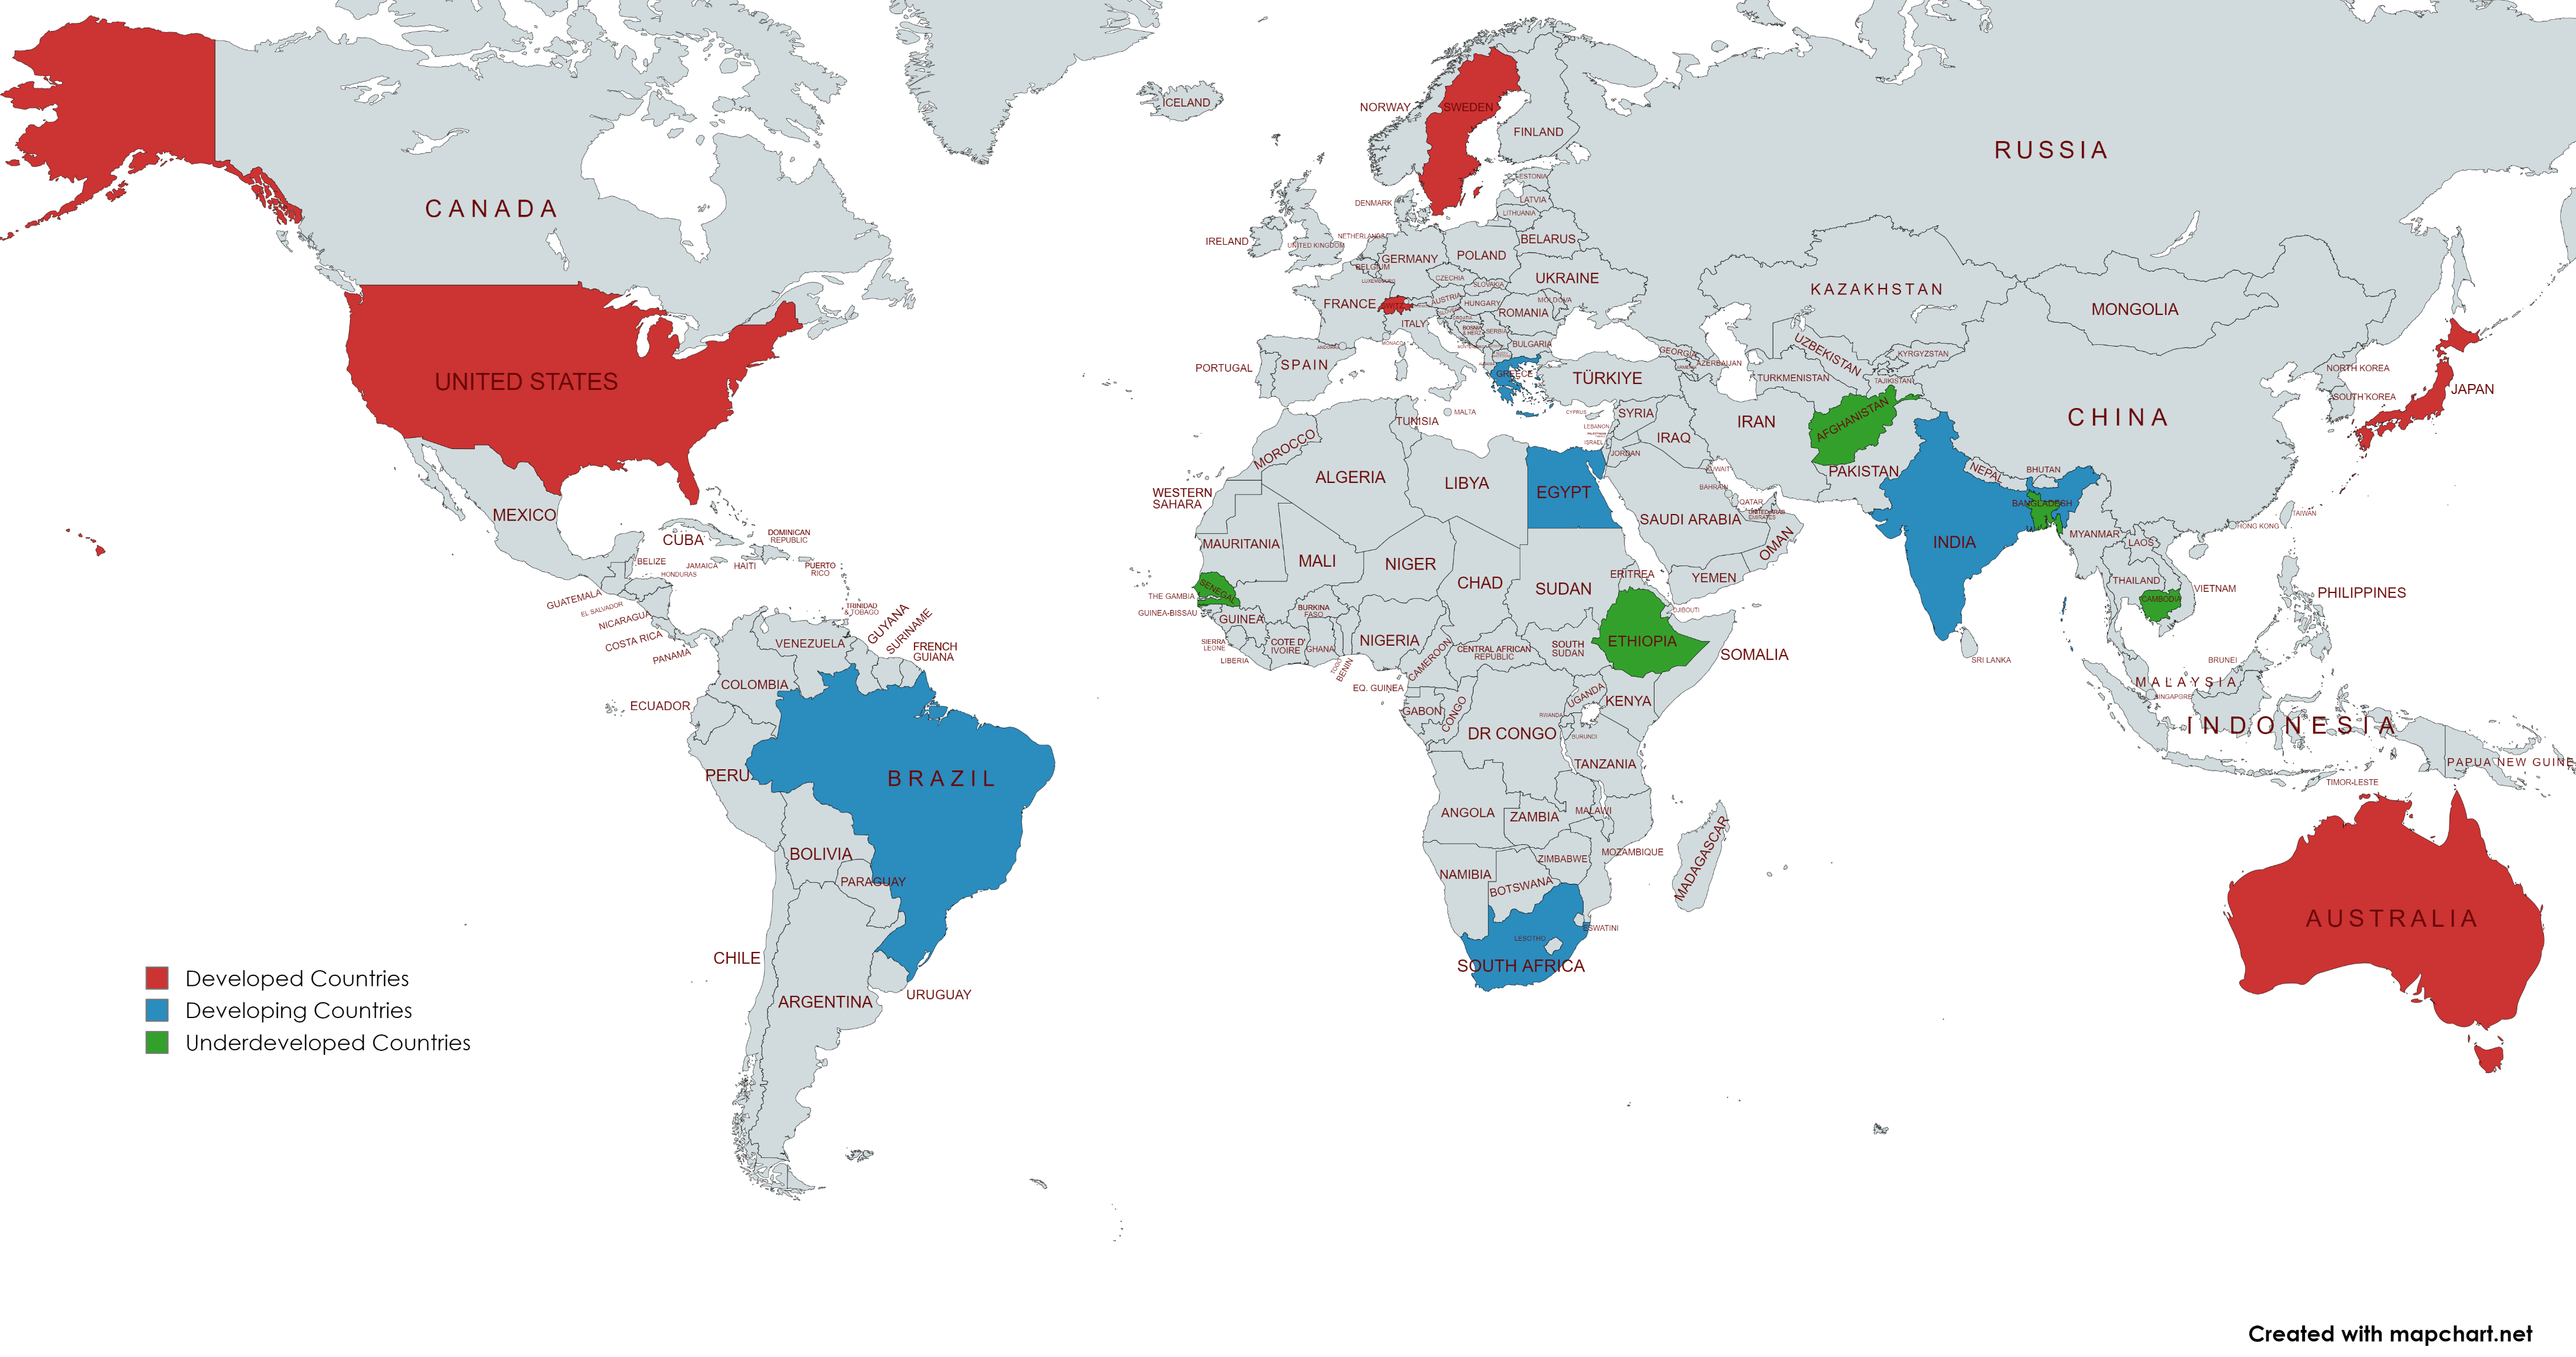 ICELAND
NORWAY
SWEDEN
FINLAND
RUSSIA
CANADA
ESTONIA
LATVIA
LITHUANIA
DENMARK
IRELAND
UNITED KINGDOM
NETHERLANDS
BELGIUM
LUXEMBOURG
GERMANY
POLAND
BELARUS
CZECHIA
SLOVAKIA
UKRAINE
FRANCE
AUSTRIA
HUNGARY
MOLDOVA
ROMANIA
ITALY
BOSNIA
& HERZ.
SERBIA
BULGARIA
MONACO
PORTUGAL
SPAIN
GREECE
TÜRKIYE
GEORGIA
AZERBAIJAN
KAZAKHSTAN
MONGOLIA
UZBEKISTAN
KYRGYZSTAN
TURKMENISTAN
TAJIKISTAN
NORTH KOREA
SOUTH KOREA
JAPAN
CHINA
UNITED STATES
MALTA
CYPRUS
TUNISIA
SYRIA
LEBANON
ISRAEL
JORDAN
IRAQ
IRAN
AFGHANISTAN
PAKISTAN
KUWAIT
BAHRAIN
QATAR
UNITED ARAB
EMIRATES
NEPAL
BHUTAN
BANGLADESH
MOROCCO
ALGERIA
LIBYA
EGYPT
SAUDI ARABIA
OMAN
YEMEN
WESTERN
SAHARA
MEXICO
CUBA
DOMINICAN
REPUBLIC
BELIZE
JAMAICA
HAITI
PUERTO
RICO
HONDURAS
GUATEMALA
EL SALVADOR
NICARAGUA
COSTA RICA
PANAMA
TRINIDAD
& TOBAGO
VENEZUELA
GUYANA
SURINAME
FRENCH
GUIANA
COLOMBIA
ECUADOR
PERU
BRAZIL
BOLIVIA
PARAGUAY
CHILE
ARGENTINA
URUGUAY
MAURITANIA
MALI
NIGER
CHAD
SUDAN
ERITREA
DJIBOUTI
SENEGAL
THE GAMBIA
GUINEA-BISSAU
GUINEA
SIERRA
LEONE
LIBERIA
COTE D'
IVOIRE
BURKINA
FASO
GHANA
TOGO
BENIN
NIGERIA
CAMEROON
CENTRAL AFRICAN
REPUBLIC
SOUTH
SUDAN
ETHIOPIA
SOMALIA
EQ. GUINEA
GABON
CONGO
DR CONGO
UGANDA
KENYA
RWANDA
BURUNDI
TANZANIA
ANGOLA
ZAMBIA
MALAWI
MOZAMBIQUE
ZIMBABWE
NAMIBIA
BOTSWANA
MADAGASCAR
ESWATINI
LESOTHO
SOUTH AFRICA
INDIA
SRI LANKA
MYANMAR
LAOS
THAILAND
VIETNAM
CAMBODIA
HONG KONG
TAIWAN
PHILIPPINES
BRUNEI
MALAYSIA
SINGAPORE
INDONESIA
PAPUA NEW GUINE
TIMOR-LESTE
AUSTRALIA
Developed Countries
Developing Countries
Underdeveloped Countries
Created with mapchart.net